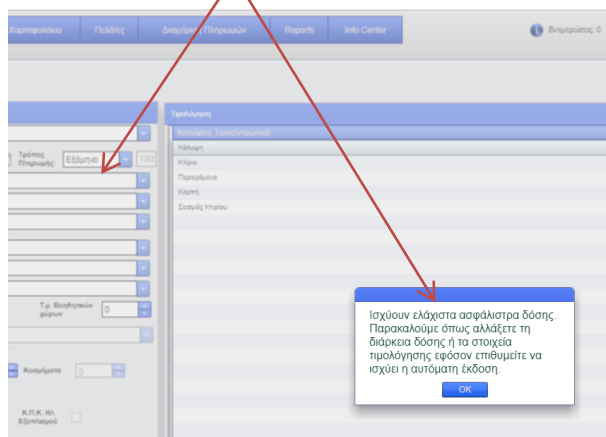 Χαρτοφυλάκιο Πελάτες Διαχείριση Πληρωμών Reports Info Center Ενημερώσεις: 0
Τιμολόγηση
Καλύψεις Συγκεντρωτικά
Κάλυψη
Τρόπος Πληρωμής: Εξάμηνο 180
Κτίριο
Περιεχόμενο
Κλοπή
Σεισμός Κτιρίου
Τ.μ. Βοηθητικών
χώρων 0
Ισχύουν ελάχιστα ασφάλιστρα δόσης.
Παρακαλούμε όπως αλλάξετε τη
διάρκεια δόσης ή τα στοιχεία
τιμολόγησης εφόσον επιθυμείτε να
ισχύει η αυτόματη έκδοση.
OK
Κοσμήματα 0
Κ.Π.Κ. Ηλ.
Εξοπλισμού